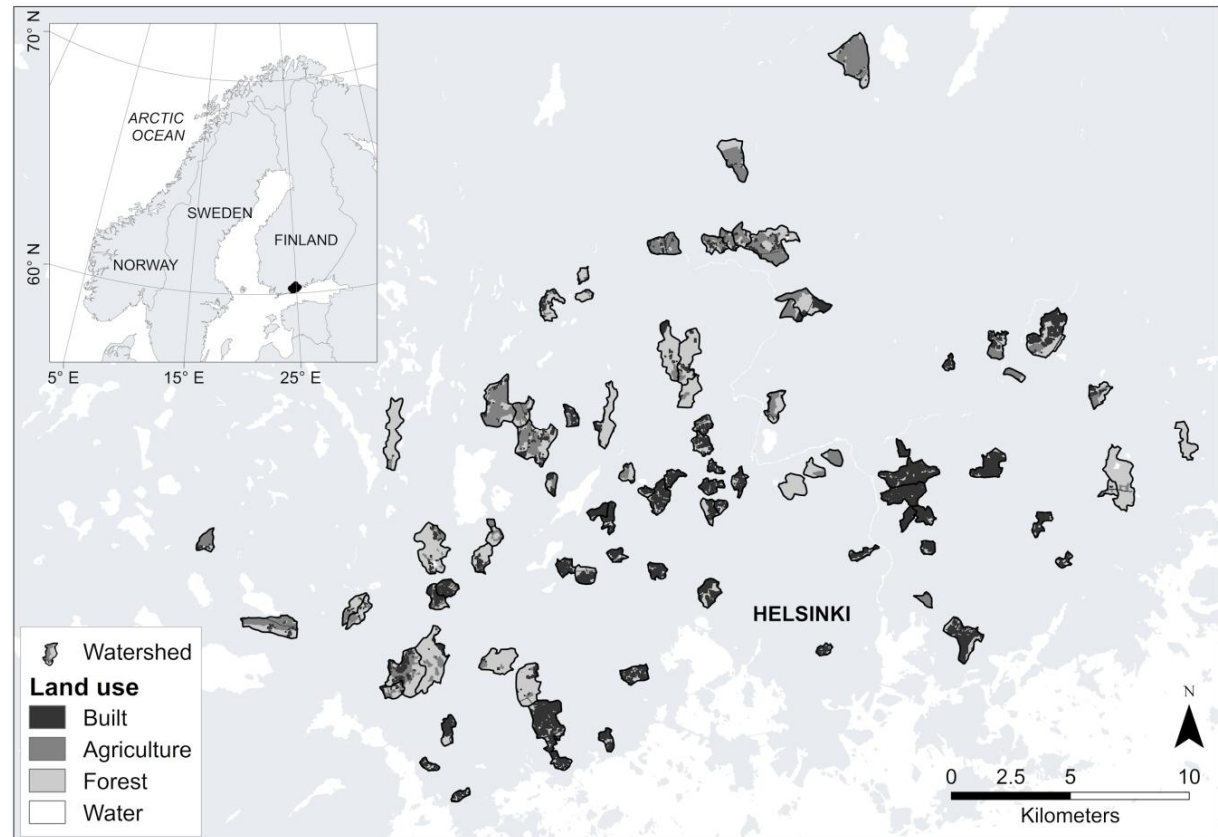 70° N
ARCTIC
OCEAN
SWEDEN
FINLAND
NORWAY
60° N
5° E
15° E
25° E
HELSINKI
Watershed
Land use
Built
Agriculture
Forest
Water
N
0
2.5
5
10
Kilometers